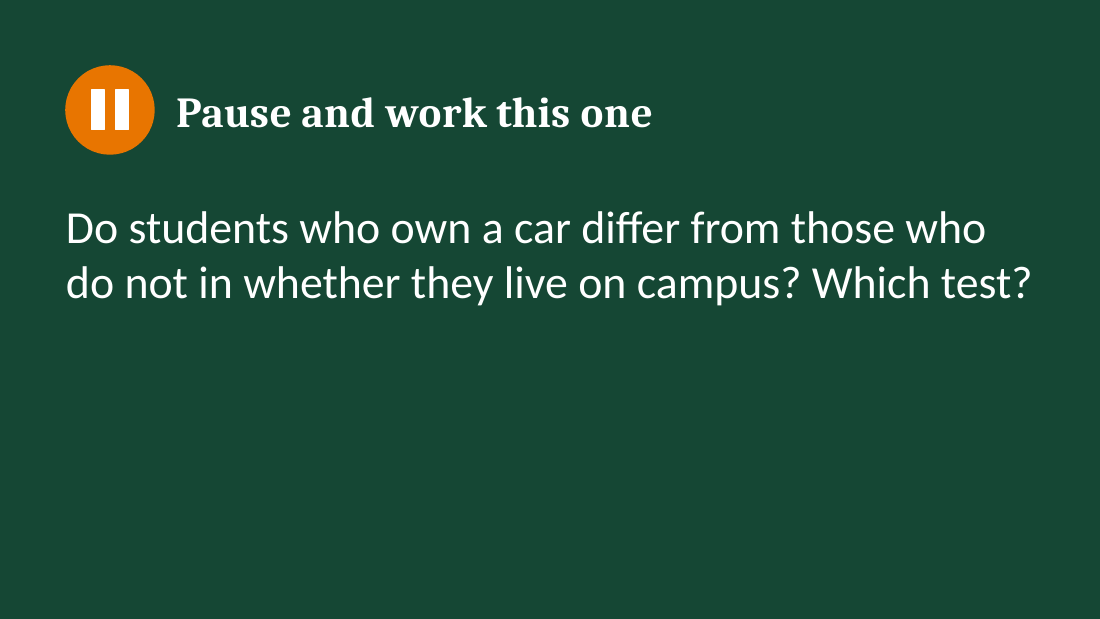 Pause and work this one
Do students who own a car differ from those who
do not in whether they live on campus? Which test?